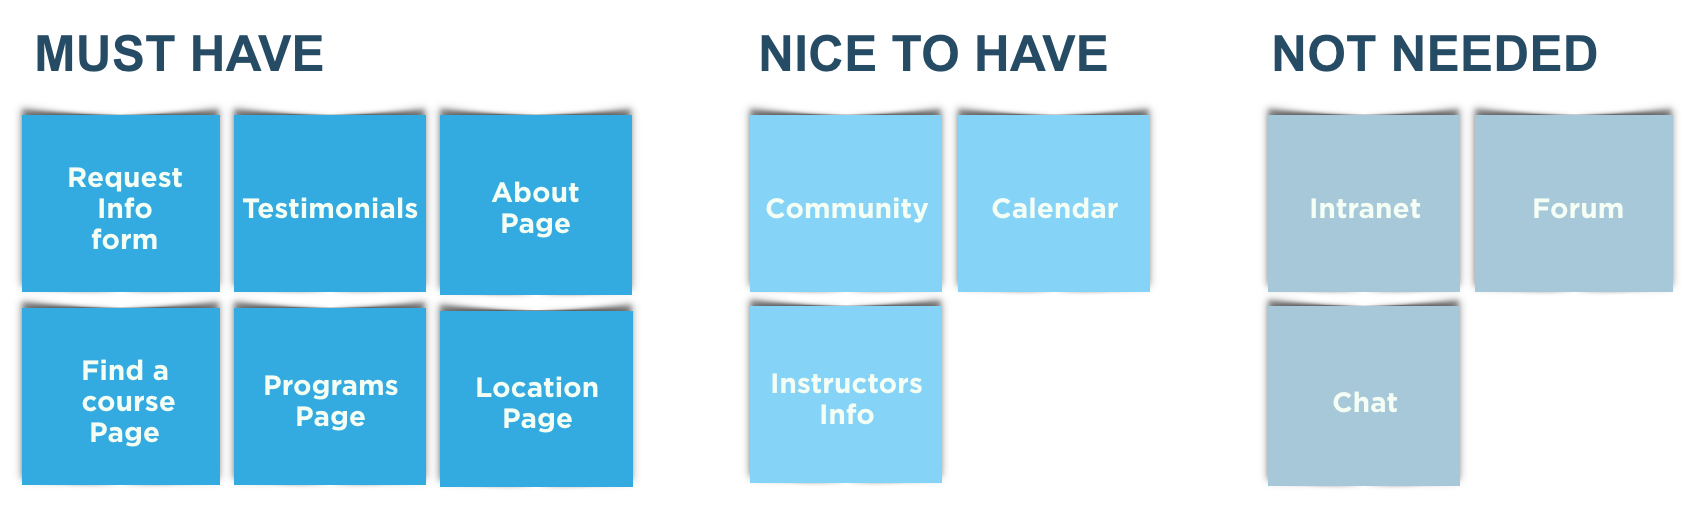 MUST HAVE
Request
Info
form
Testimonials
About
Page
Find a
course
Page
Programs
Page
Location
Page
NICE TO HAVE
Community
Calendar
Instructors
Info
NOT NEEDED
Intranet
Forum
Chat